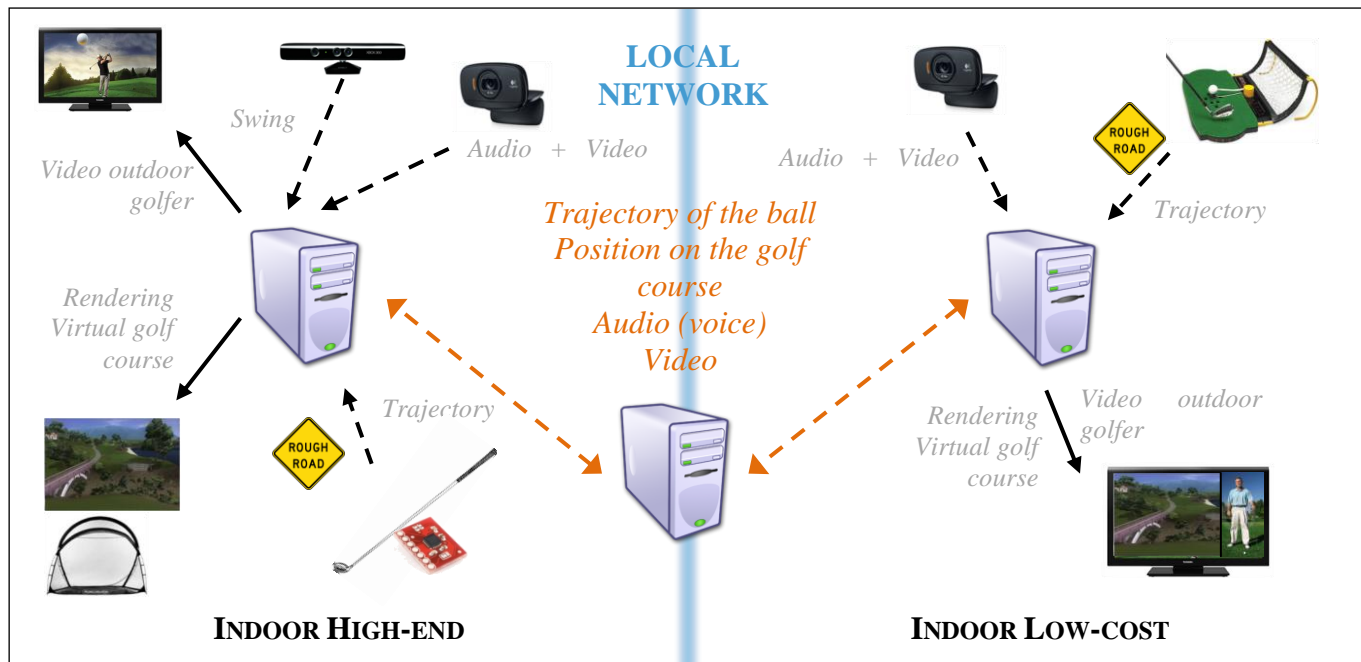 LOCAL
NETWORK
Swing
Audio + Video
Video outdoor
golfer
Rendering
Virtual golf
course
Trajectory
ROUGH
ROAD
INDOOR HIGH-END
Trajectory of the ball
Position on the golf
course
Audio (voice)
Video
Audio + Video
ROUGH
ROAD
Trajectory
Rendering
Virtual golf
course
Video outdoor
golfer
INDOOR LOW-COST